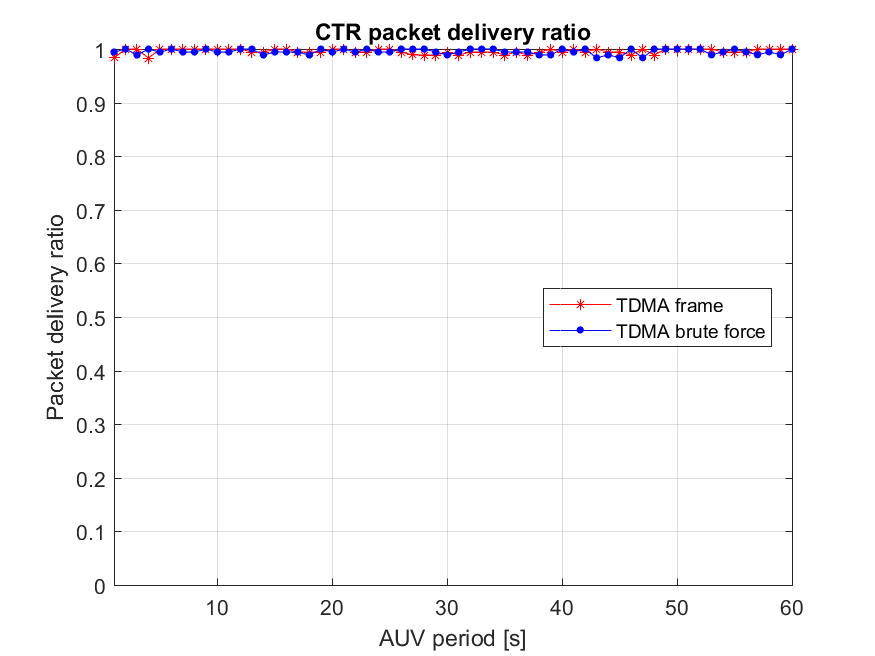 CTR packet delivery ratio
1
0.9
0.8
0.7
0.6
0.5
0.4
0.3
0.2
0.1
0
Packet delivery ratio
TDMA frame
TDMA brute force
10 20 30 40 50 60
AUV period [s]